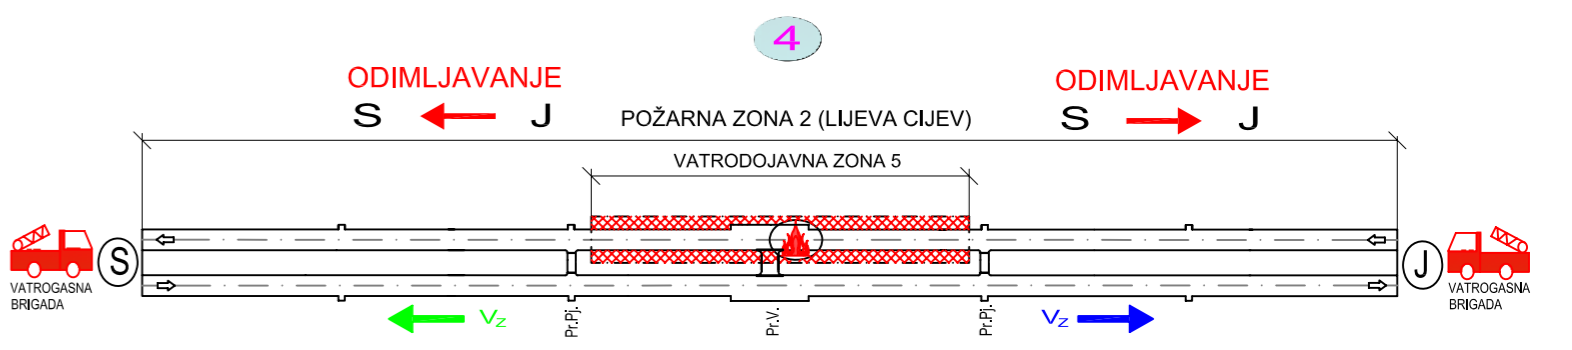 4
ODIMLJAVANJE
S J
ODIMLJAVANJE
S J
POŽARNA ZONA 2 (LIJEVA CIJEV)
VATRODOJAVNA ZONA 5
S
VATROGASNA
BRIGADA
J
VATROGASNA
BRIGADA
Vz
Pr.Pj.
Pr.V.
Pr.Pj.
Vz